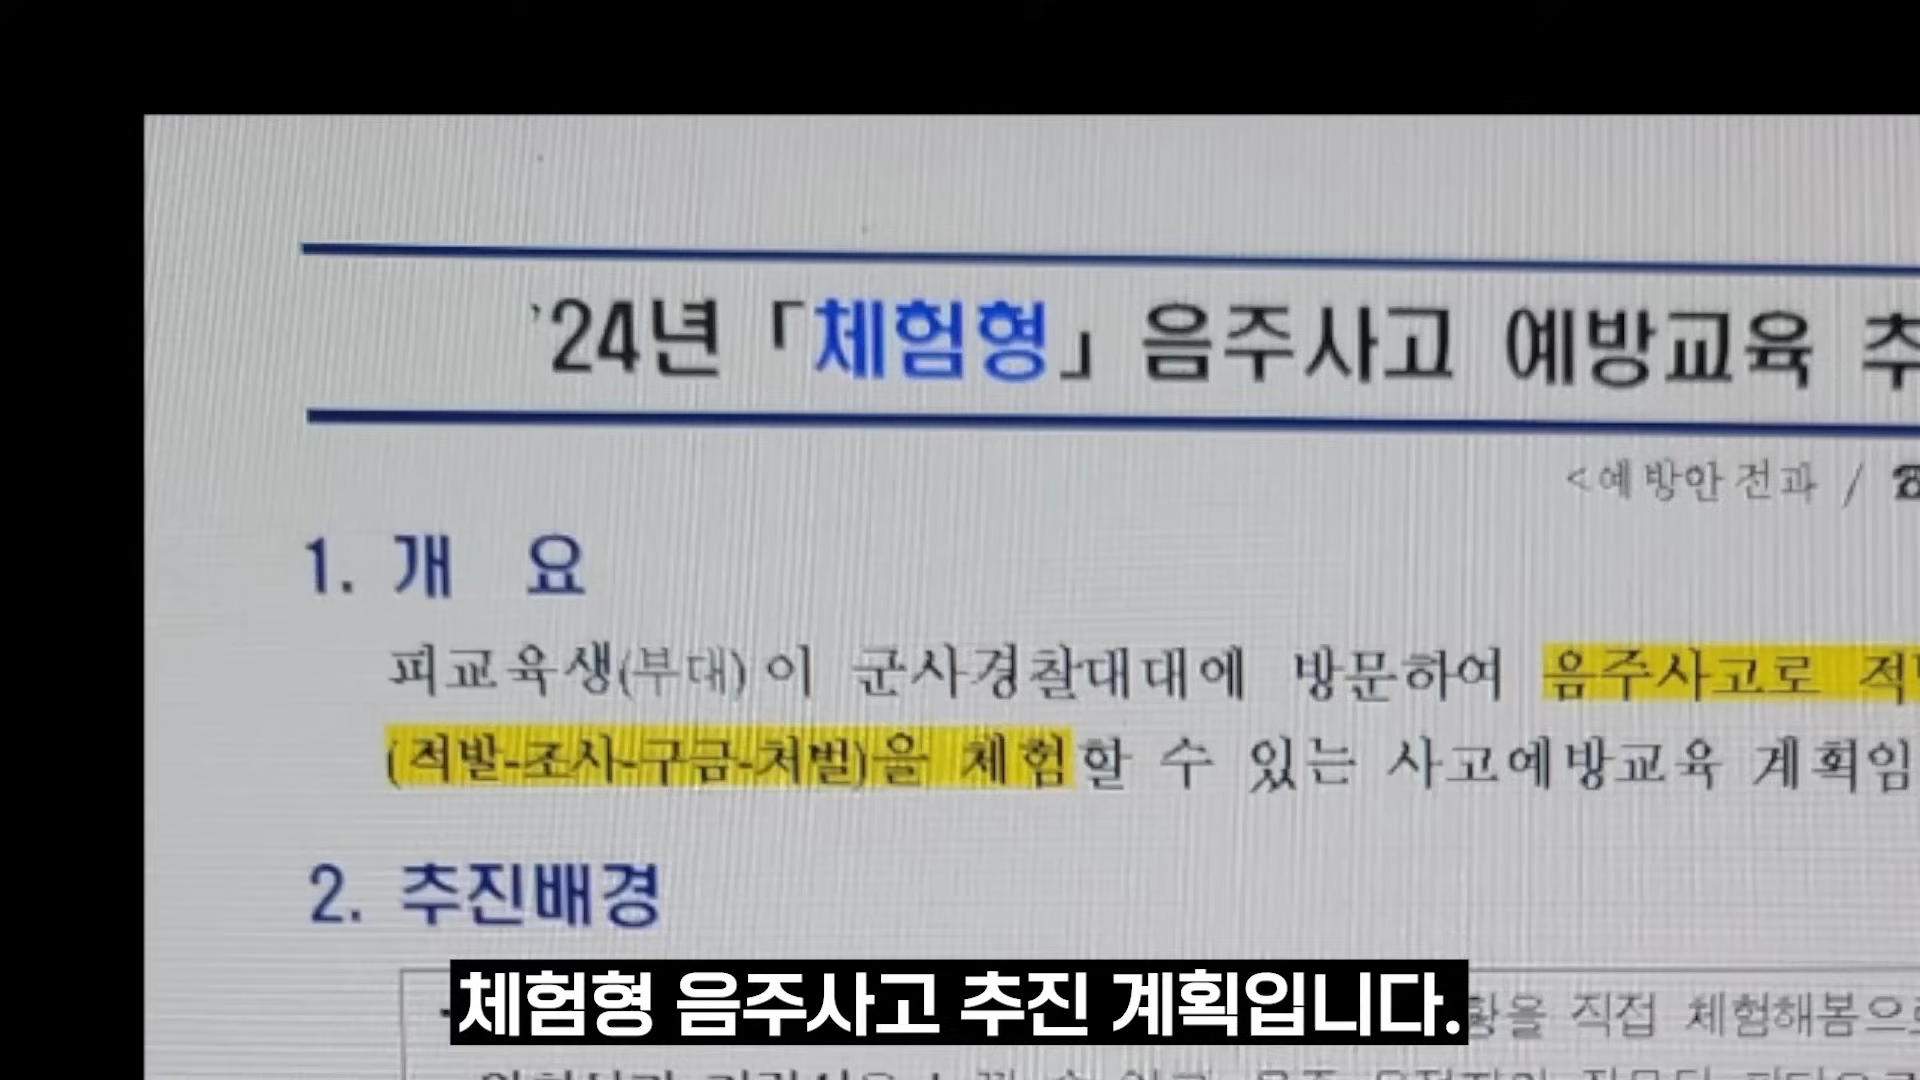 '24년 「체험형」 음주사고 예방교육 추
<예방안전과 / ☎
1. 개 요
피교육생(부대)이 군사경찰대대에 방문하여 음주사고로 적발
(적발-조사-구금-처벌)을 체험할 수 있는 사고예방교육 계획임
2. 추진배경
황을 직접 체험해봄으로
체험형 음주사고 추진 계획입니다.